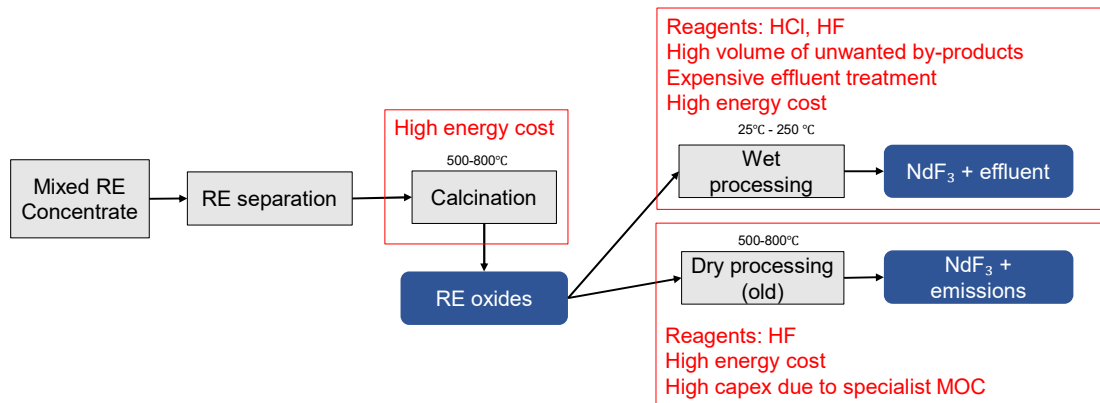 Reagents: HCl, HF
High volume of unwanted by-products
Expensive effluent treatment
High energy cost
High energy cost
25℃ - 250 ℃
500-800℃
Mixed RE
Concentrate
RE separation
Calcination
Wet
processing
NdF₃ + effluent
500-800℃
RE oxides
Dry processing
(old)
NdF₃ +
emissions
Reagents: HF
High energy cost
High capex due to specialist MOC